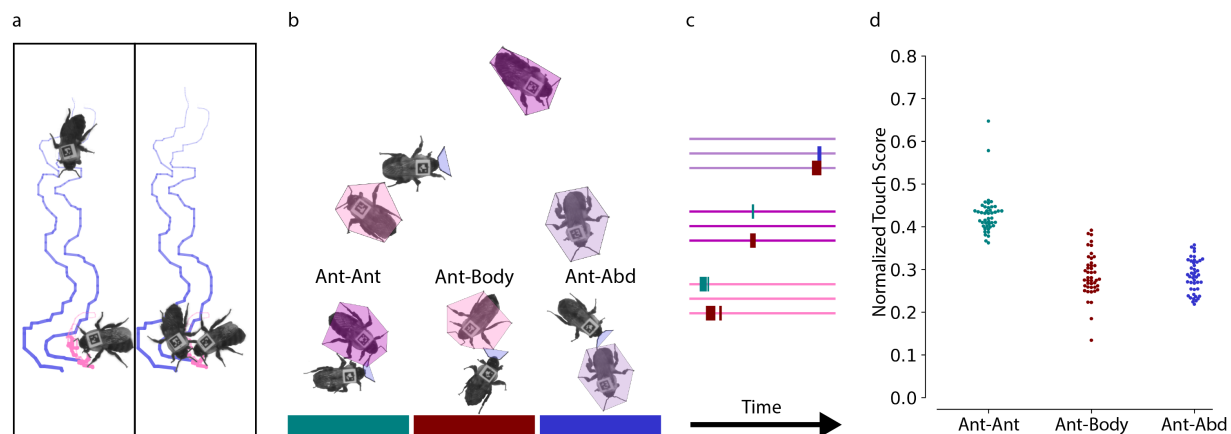 a
b
c
d
Ant-Ant
Ant-Body
Ant-Abd
Time
Normalized Touch Score
0.8
0.7
0.6
0.5
0.4
0.3
0.2
0.1
0.0
Ant-Ant
Ant-Body
Ant-Abd